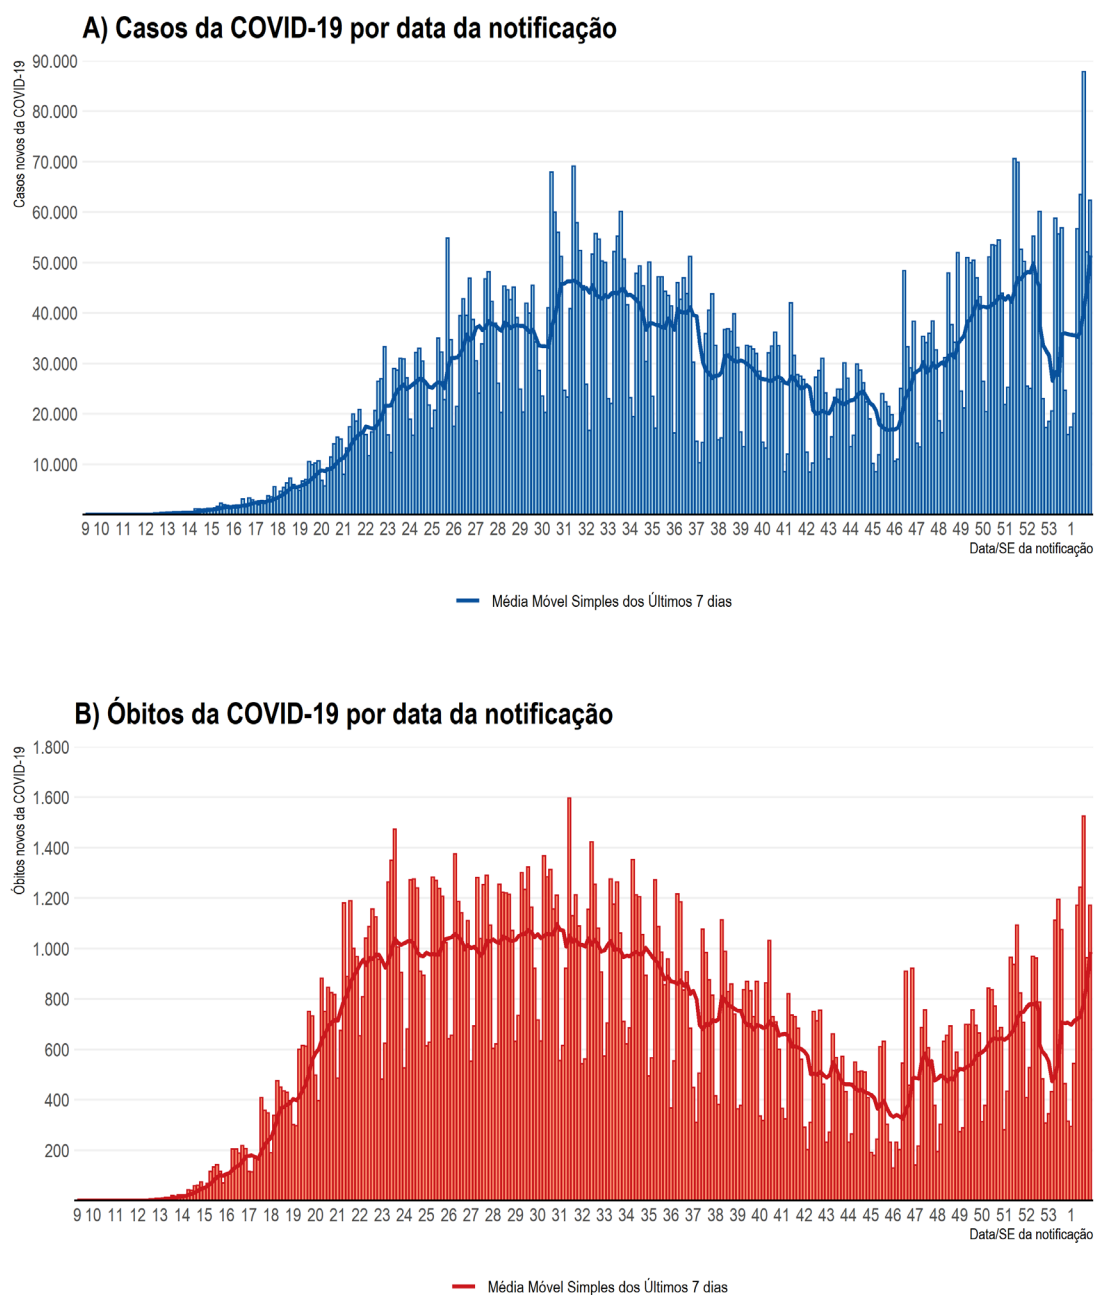 A) Casos da COVID-19 por data da notificação
Casos novos da COVID-19
90.000
80.000
70.000
60.000
50.000
40.000
30.000
20.000
10.000
9 10 11 12 13 14 15 16 17 18 19 20 21 22 23 24 25 26 27 28 29 30 31 32 33 34 35 36 37 38 39 40 41 42 43 44 45 46 47 48 49 50 51 52 53 1
Data/SE da notificação
Média Móvel Simples dos Últimos 7 dias
B) Óbitos da COVID-19 por data da notificação
Óbitos novos da COVID-19
1.800
1.600
1.400
1.200
1.000
800
600
400
200
9 10 11 12 13 14 15 16 17 18 19 20 21 22 23 24 25 26 27 28 29 30 31 32 33 34 35 36 37 38 39 40 41 42 43 44 45 46 47 48 49 50 51 52 53 1
Data/SE da notificação
Média Móvel Simples dos Últimos 7 dias